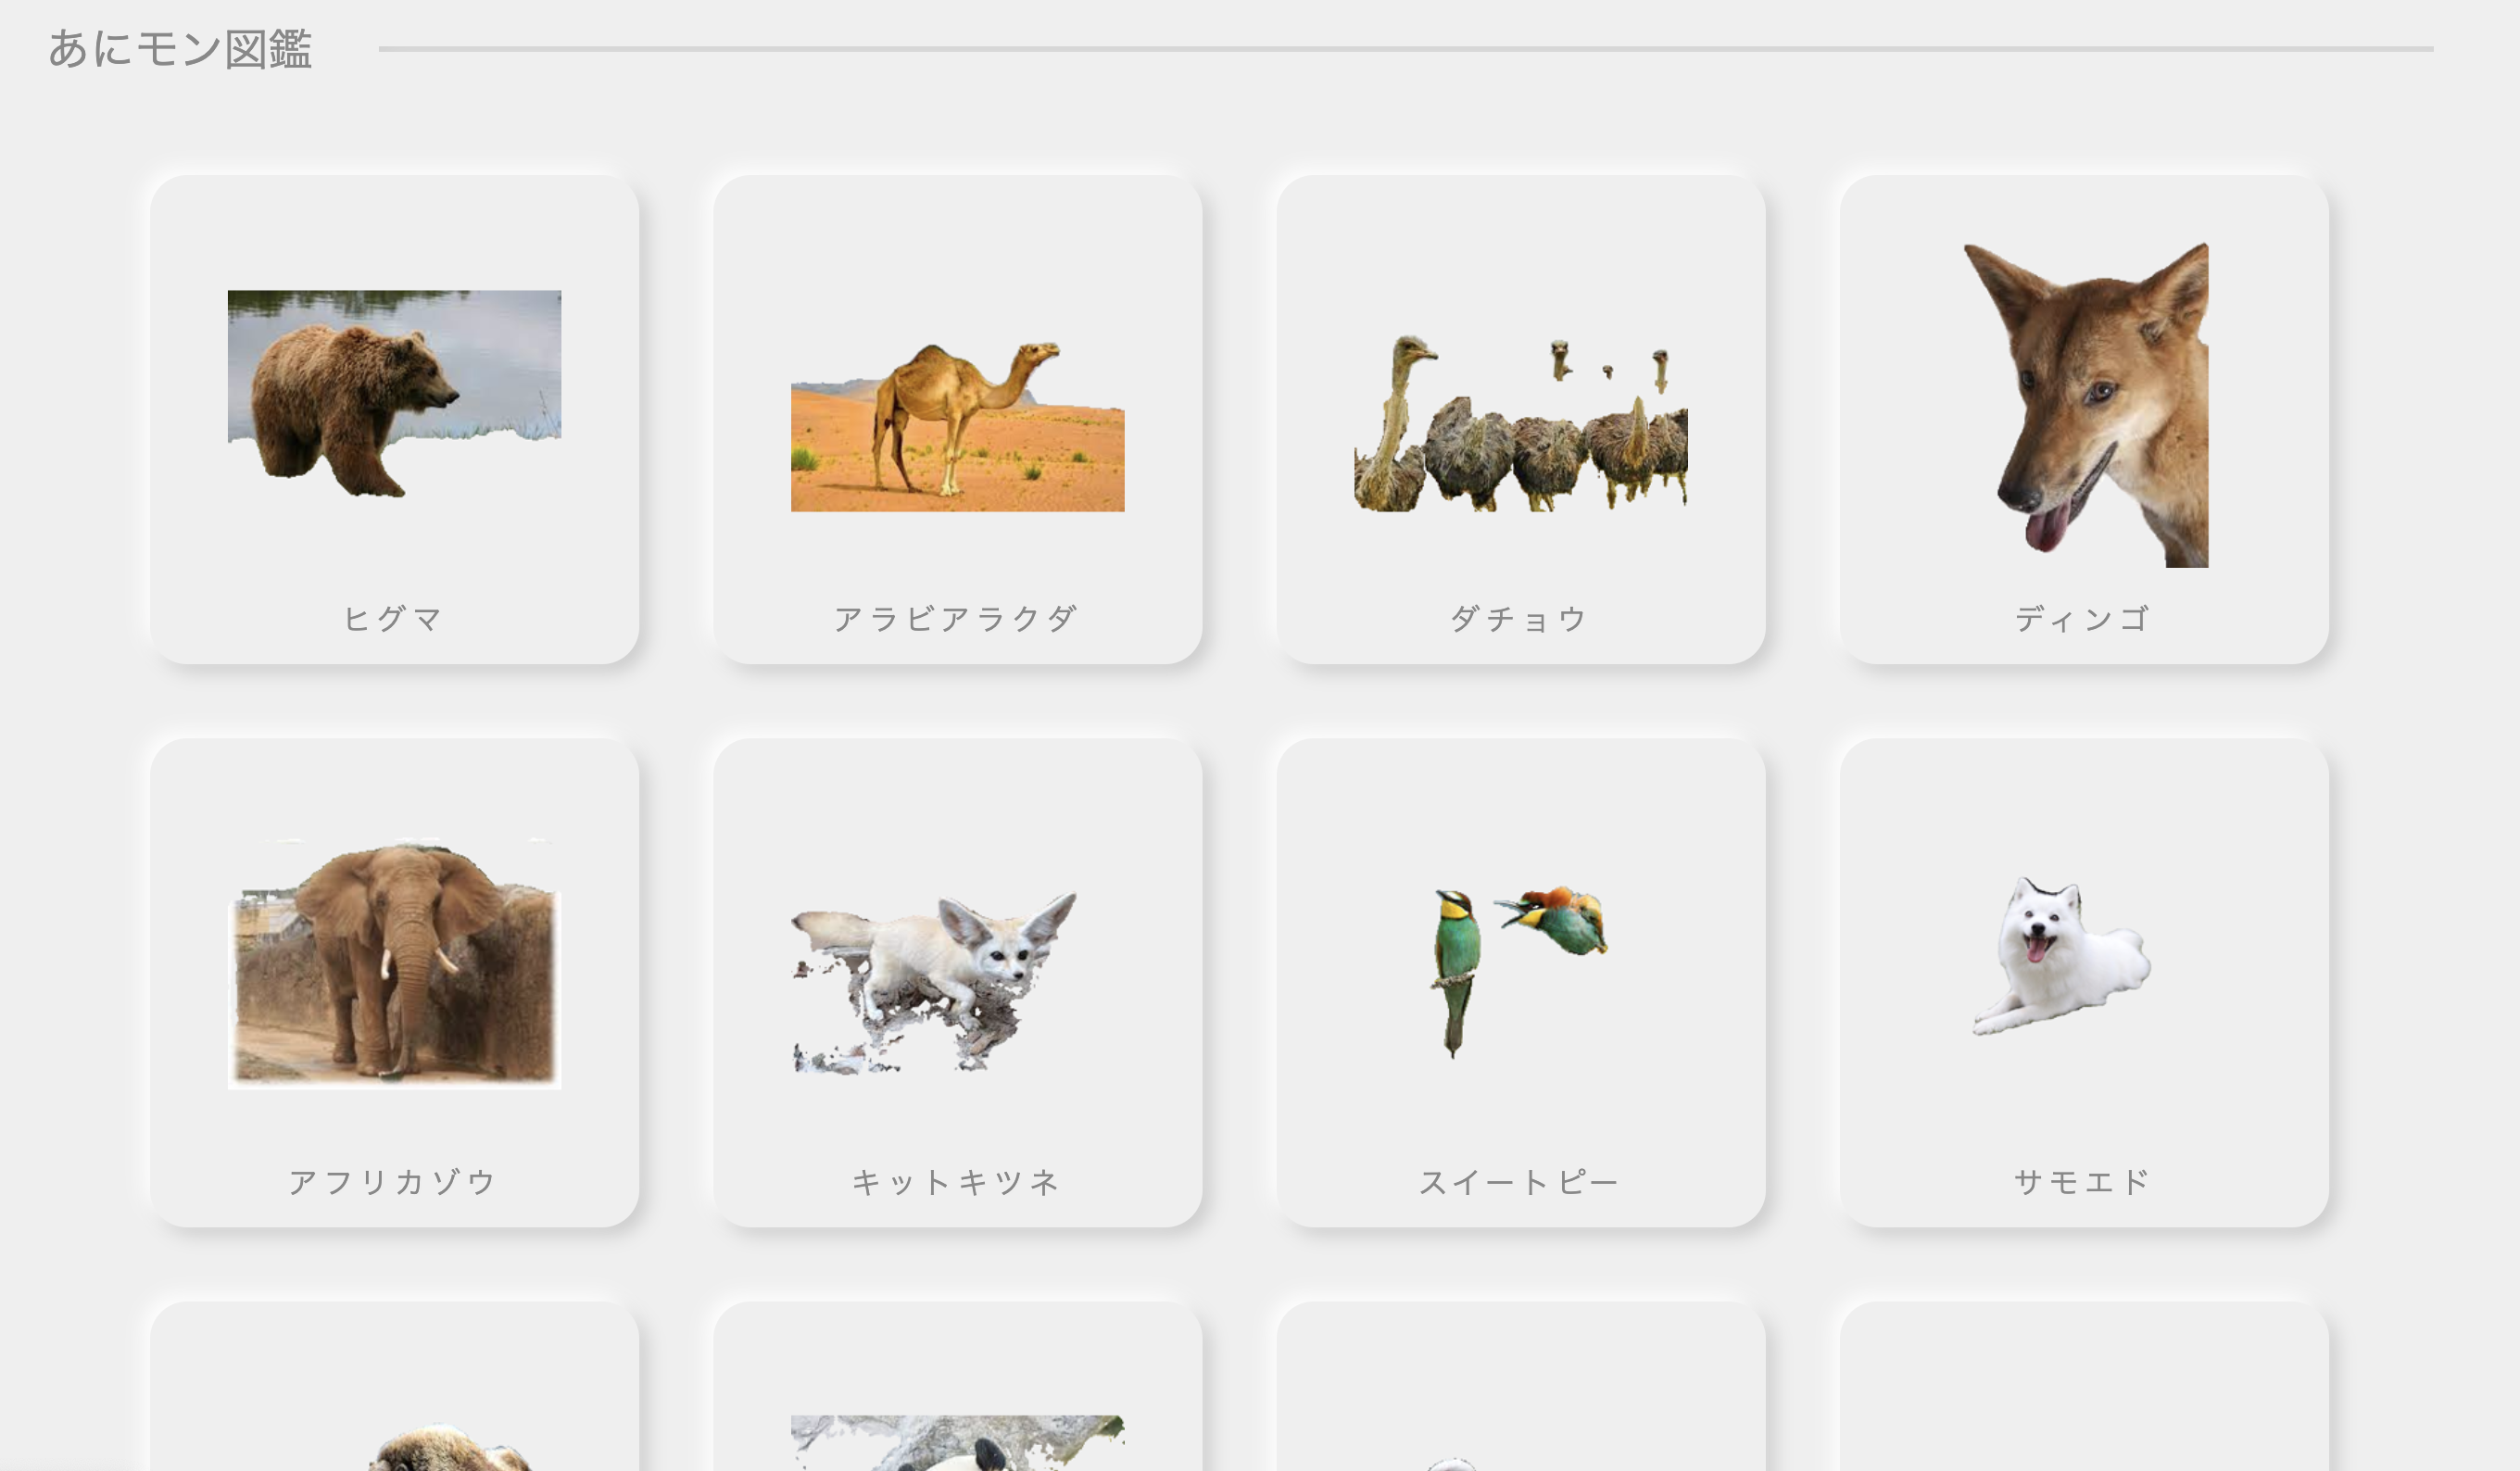 あにモン図鑑
ヒグマ
アラビアラクダ
ダチョウ
ディンゴ
アフリカゾウ
キットキツネ
スイートピー
サモエド